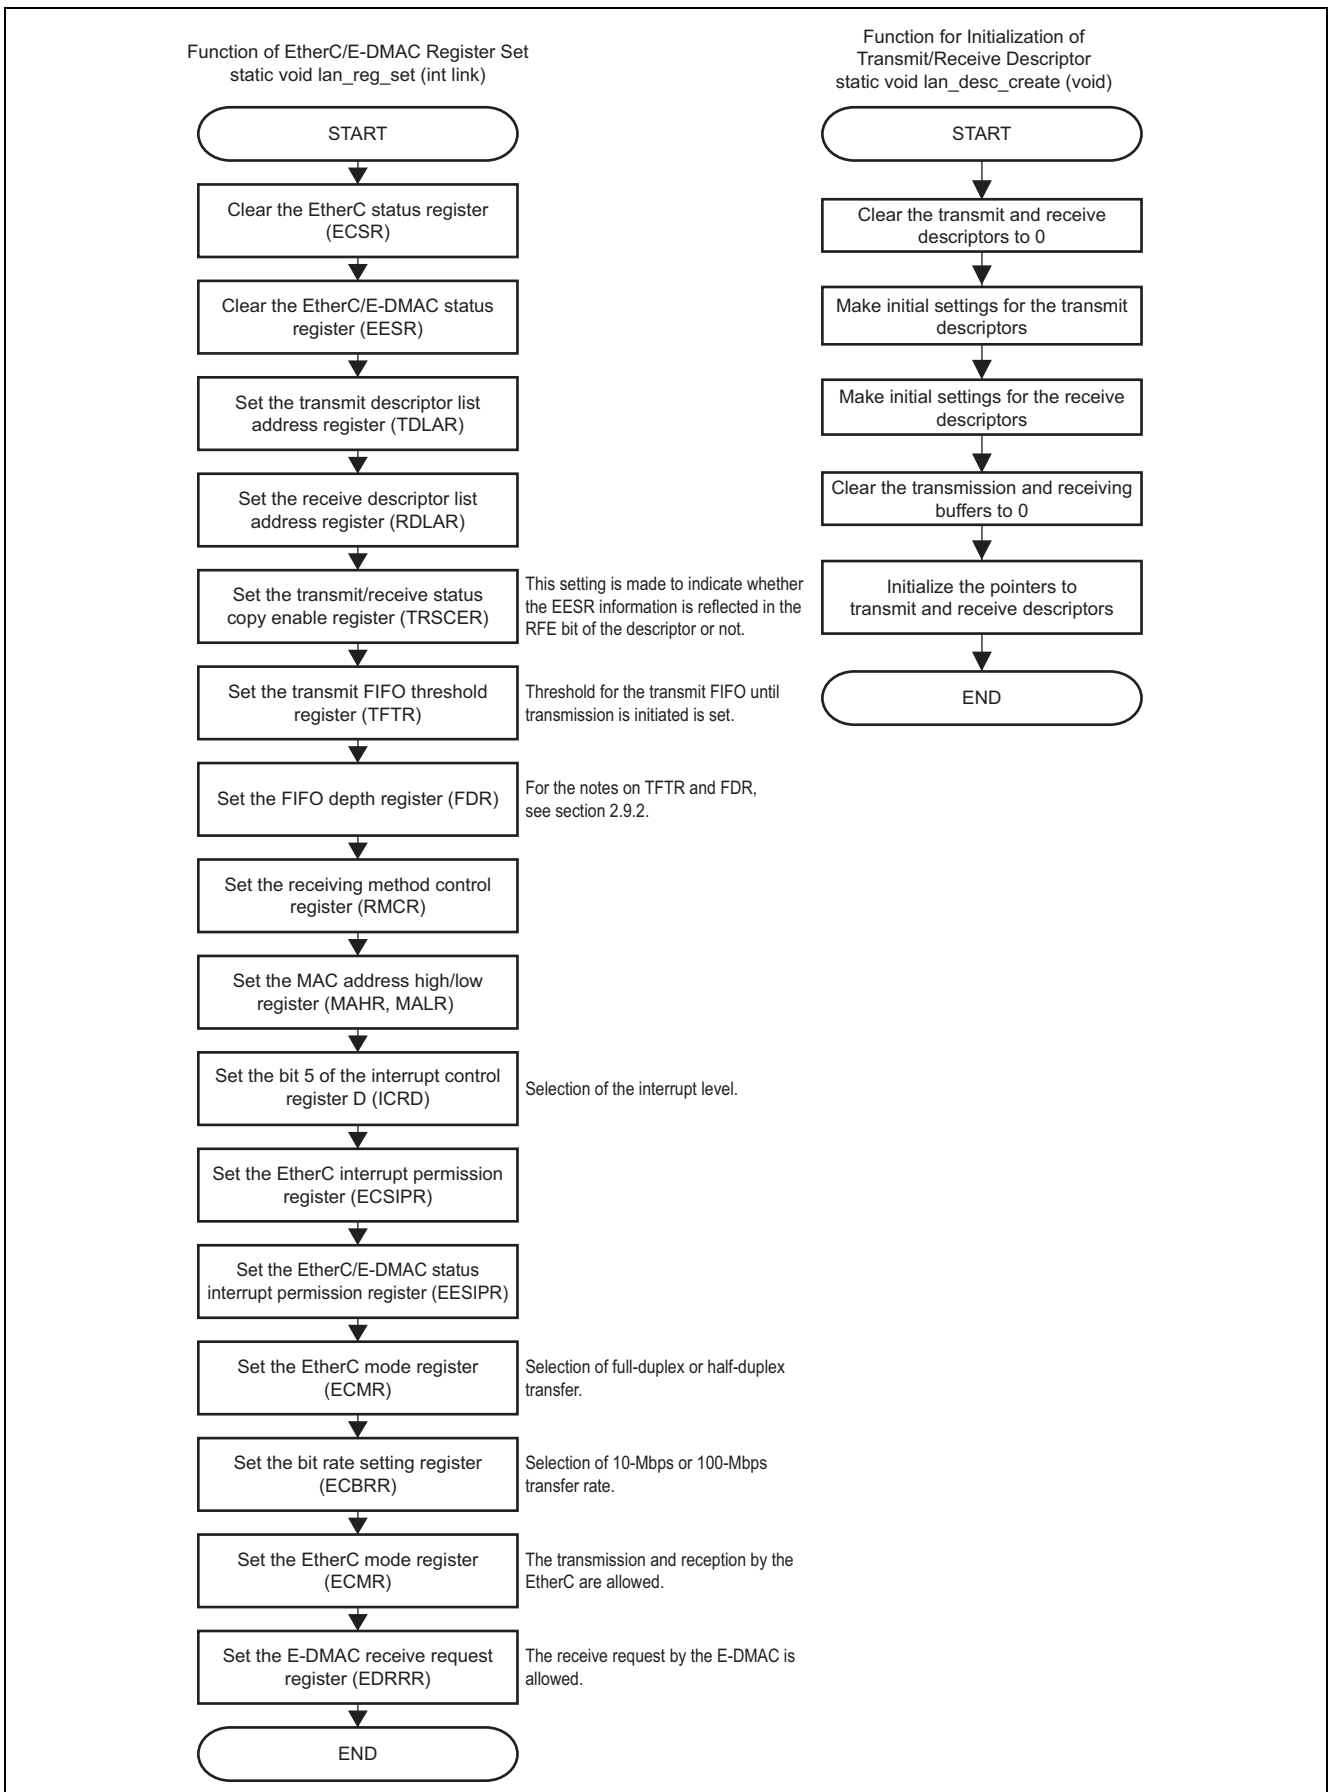 Function of EtherC/E-DMAC Register Set
static void lan_reg_set (int link)
START
Clear the EtherC status register
(ECSR)
Clear the EtherC/E-DMAC status
register (EESR)
Set the transmit descriptor list
address register (TDLAR)
Set the receive descriptor list
address register (RDLAR)
Set the transmit/receive status
copy enable register (TRSCER)
This setting is made to indicate whether
the EESR information is reflected in the
RFE bit of the descriptor or not.
Set the transmit FIFO threshold
register (TFTR)
Threshold for the transmit FIFO until
transmission is initiated is set.
Set the FIFO depth register (FDR)
For the notes on TFTR and FDR,
see section 2.9.2.
Set the receiving method control
register (RMCR)
Set the MAC address high/low
register (MAHR, MALR)
Set the bit 5 of the interrupt control
register D (ICRD)
Selection of the interrupt level.
Set the EtherC interrupt permission
register (ECSIPR)
Set the EtherC/E-DMAC status
interrupt permission register (EESIPR)
Set the EtherC mode register
(ECMR)
Selection of full-duplex or half-duplex
transfer.
Set the bit rate setting register
(ECBRR)
Selection of 10-Mbps or 100-Mbps
transfer rate.
Set the EtherC mode register
(ECMR)
The transmission and reception by the
EtherC are allowed.
Set the E-DMAC receive request
register (EDRRR)
The receive request by the E-DMAC is
allowed.
END
Function for Initialization of
Transmit/Receive Descriptor
static void lan_desc_create (void)
START
Clear the transmit and receive
descriptors to 0
Make initial settings for the transmit
descriptors
Make initial settings for the receive
descriptors
Clear the transmission and receiving
buffers to 0
Initialize the pointers to
transmit and receive descriptors
END